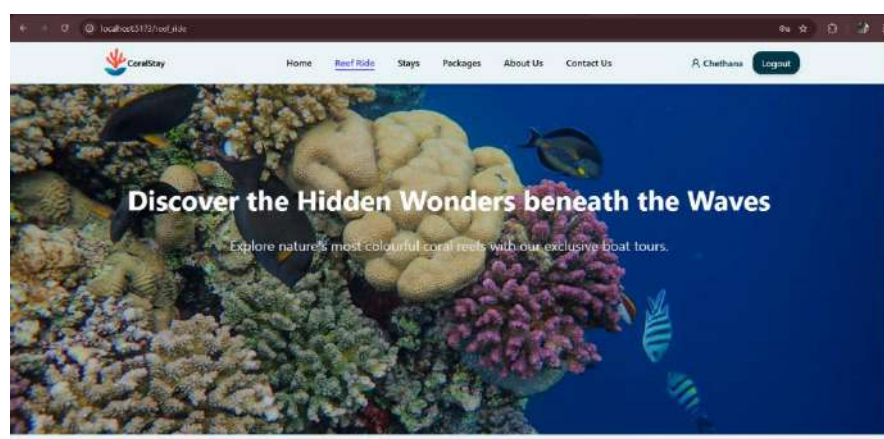 localhost:5173/reef_ride
CoralStay Home Reef Ride Stays Packages About Us Contact Us Chethana Logout
Discover the Hidden Wonders beneath the Waves
Explore nature's most colourful coral reefs with our exclusive boat tours.